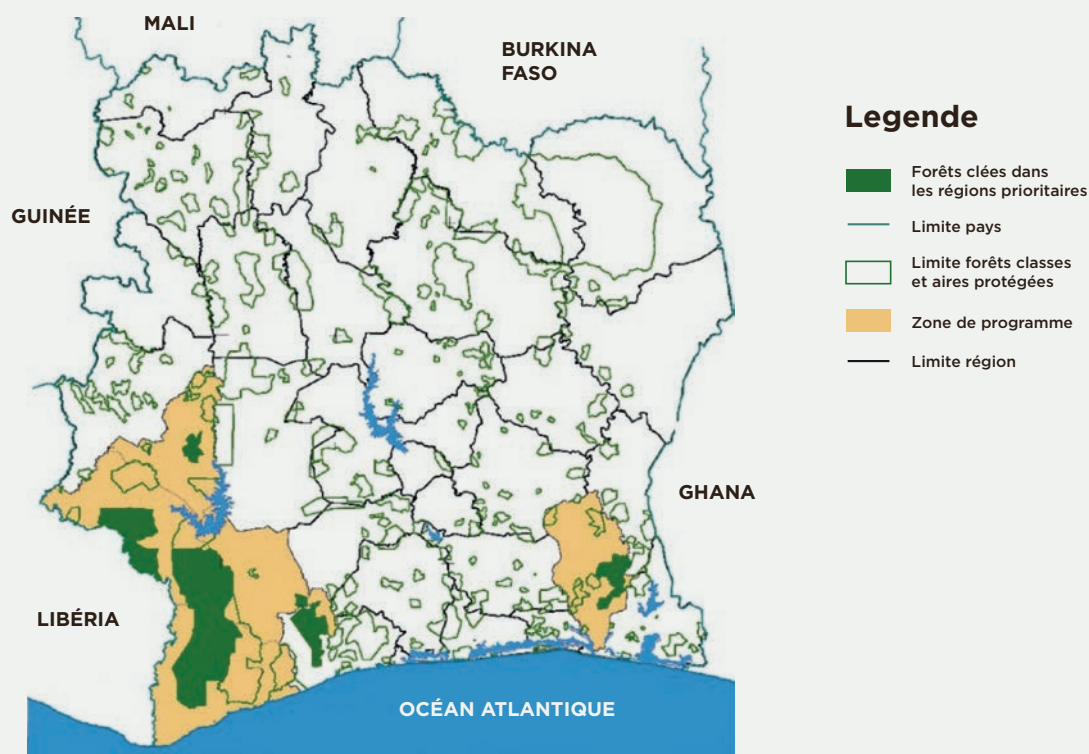 MALI
BURKINA
FASO
GUINÉE
GHANA
LIBÉRIA
OCÉAN ATLANTIQUE
Legende
Forêts clées dans
les régions prioritaires
Limite pays
Limite forêts classes
et aires protégées
Zone de programme
Limite région